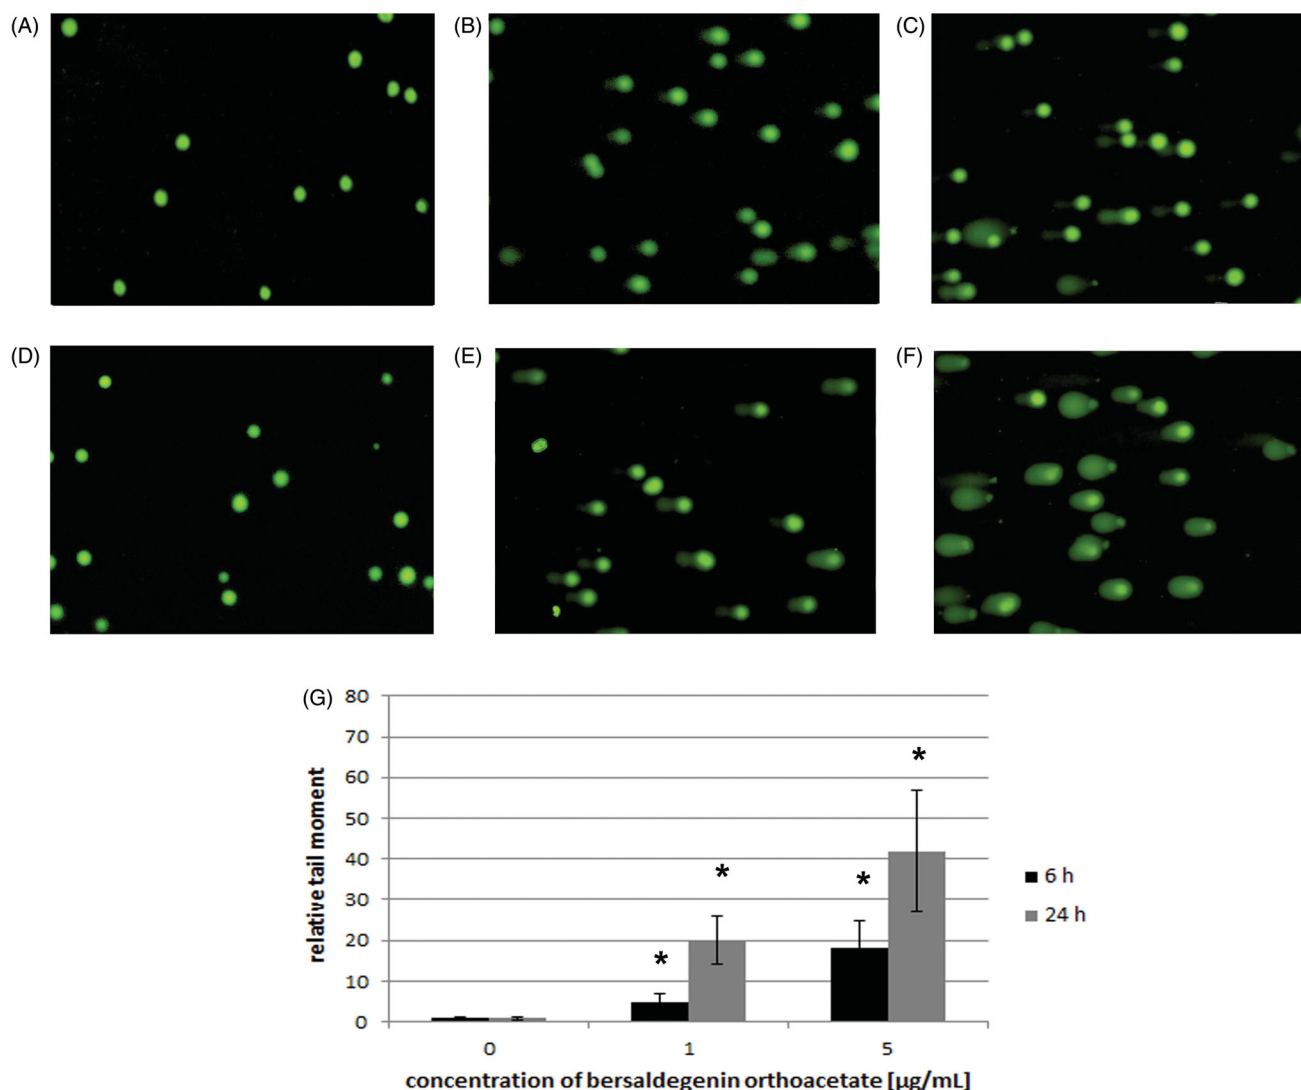 (A)
(B)
(C)
(D)
(E)
(F)
(G)
80
70
60
50
40
30
20
10
0
relative tail moment
*
*
*
*
0
1
5
concentration of bersaldegenin orthoacetate [µg/mL]
6 h
24 h